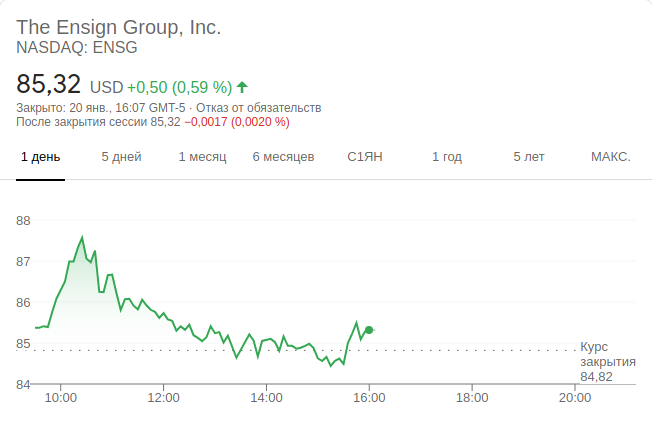 The Ensign Group, Inc.
NASDAQ: ENSG
85,32 USD +0,50 (0,59 %)
Закрыто: 20 янв., 16:07 GMT-5 · Отказ от обязательств
После закрытия сессии 85,32 −0,0017 (0,0020 %)
1 день 5 дней 1 месяц 6 месяцев С1ЯН 1 год 5 лет МАКС.
88
87
86
85
Курс
закрытия
84,82
84
10:00 12:00 14:00 16:00 18:00 20:00